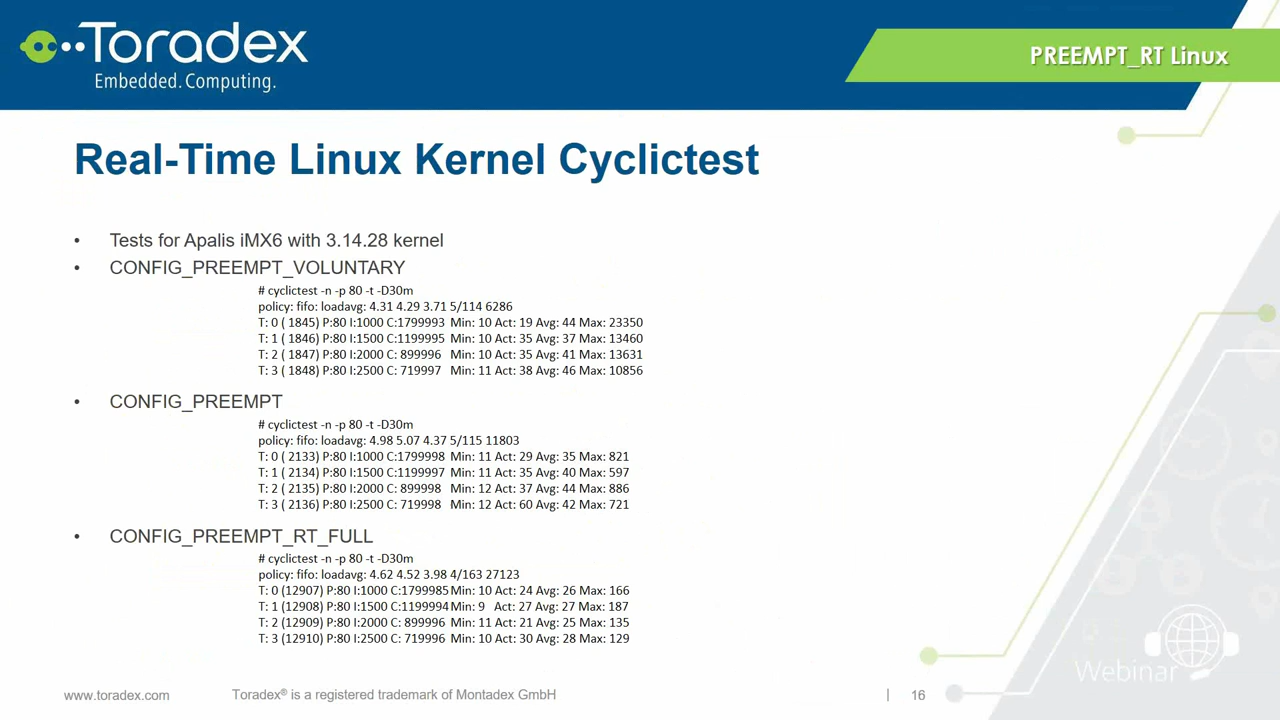 Toradex
Embedded.Computing.
PREEMPT_RT Linux
Real-Time Linux Kernel Cyclictest
• Tests for Apalis iMX6 with 3.14.28 kernel
• CONFIG_PREEMPT_VOLUNTARY
# cyclictest -n -p 80 -t -D30m
policy: fifo: loadavg: 4.31 4.29 3.71 5/114 6286
T: 0 ( 1845) P:80 I:1000 C:1799993 Min: 10 Act: 19 Avg: 44 Max: 23350
T: 1 ( 1846) P:80 I:1500 C:1199995 Min: 10 Act: 35 Avg: 37 Max: 13460
T: 2 ( 1847) P:80 I:2000 C: 899996 Min: 10 Act: 35 Avg: 41 Max: 13631
T: 3 ( 1848) P:80 I:2500 C: 719997 Min: 11 Act: 38 Avg: 46 Max: 10856
• CONFIG_PREEMPT
# cyclictest -n -p 80 -t -D30m
policy: fifo: loadavg: 4.98 5.07 4.37 5/115 11803
T: 0 ( 2133) P:80 I:1000 C:1799998 Min: 11 Act: 29 Avg: 35 Max: 821
T: 1 ( 2134) P:80 I:1500 C:1199997 Min: 11 Act: 35 Avg: 40 Max: 597
T: 2 ( 2135) P:80 I:2000 C: 899998 Min: 12 Act: 37 Avg: 44 Max: 886
T: 3 ( 2136) P:80 I:2500 C: 719998 Min: 12 Act: 60 Avg: 42 Max: 721
• CONFIG_PREEMPT_RT_FULL
# cyclictest -n -p 80 -t -D30m
policy: fifo: loadavg: 4.62 4.52 3.98 4/163 27123
T: 0 (12907) P:80 I:1000 C:1799985 Min: 10 Act: 24 Avg: 26 Max: 166
T: 1 (12908) P:80 I:1500 C:1199994 Min: 9 Act: 27 Avg: 27 Max: 187
T: 2 (12909) P:80 I:2000 C: 899996 Min: 11 Act: 21 Avg: 25 Max: 135
T: 3 (12910) P:80 I:2500 C: 719996 Min: 10 Act: 30 Avg: 28 Max: 129
Webinar
www.toradex.com
Toradex® is a registered trademark of Montadex GmbH
| 16